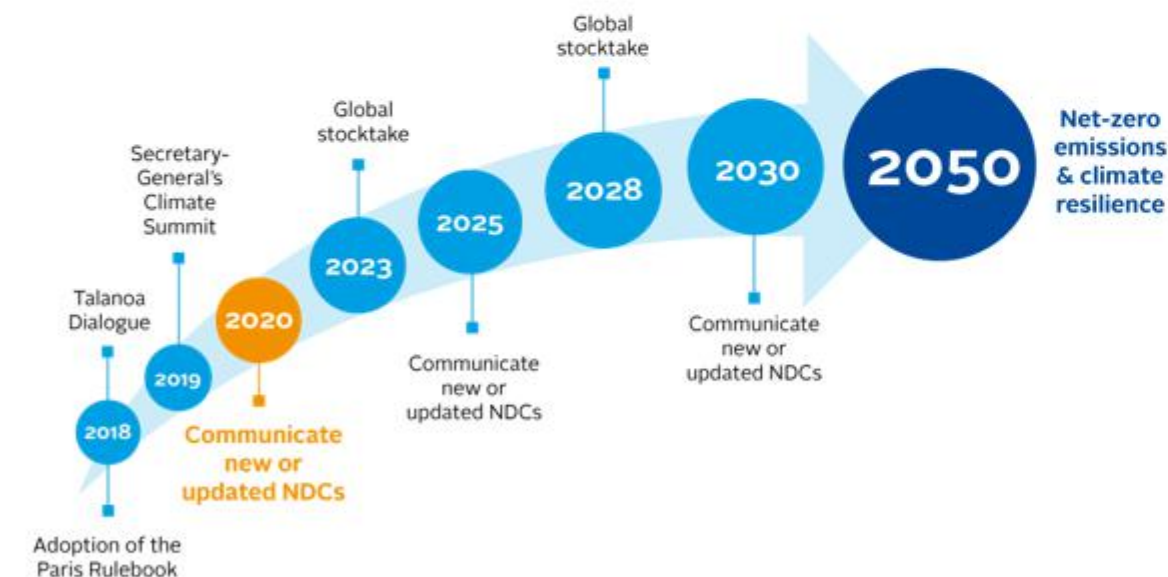 Talanoa
Dialogue
2018
Adoption of the
Paris Rulebook
Secretary-
General's
Climate
Summit
2019
2020
Communicate
new or
updated NDCs
Global
stocktake
2023
2025
Communicate
new or
updated NDCs
Global
stocktake
2028
2030
Communicate
new or
updated NDCs
2050
Net-zero
emissions
& climate
resilience